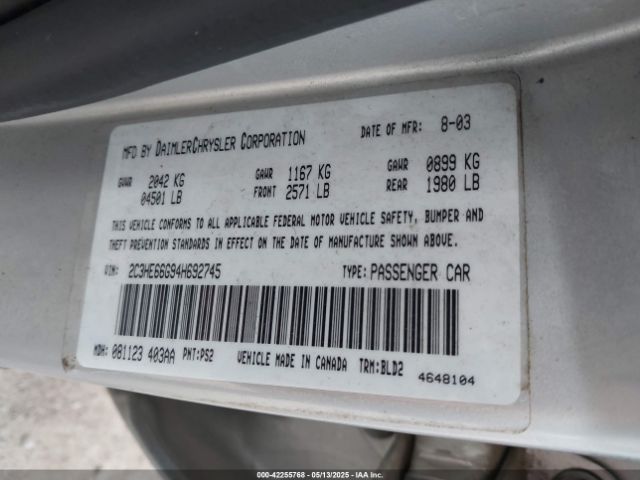 MFD BY DAIMLERCHRYSLER CORPORATION DATE OF MFR: 8-03
GVWR 2042 KG GAWR 1167 KG GAWR 0899 KG
04501 LB FRONT 2571 LB REAR 1980 LB
THIS VEHICLE CONFORMS TO ALL APPLICABLE FEDERAL MOTOR VEHICLE SAFETY, BUMPER AND
THEFT PREVENTION STANDARDS IN EFFECT ON THE DATE OF MANUFACTURE SHOWN ABOVE.
VIN: 2C3HE66G94H692745 TYPE: PASSENGER CAR
MDH: 081123 403AA PNT:PS2 VEHICLE MADE IN CANADA TRM:BLD2 4648104
000-42255768 - 05/13/2025 - IAA Inc.